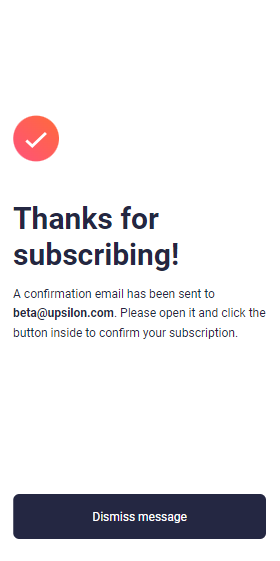 Thanks for
subscribing!
A confirmation email has been sent to
beta@upsilon.com. Please open it and click the
button inside to confirm your subscription.
Dismiss message